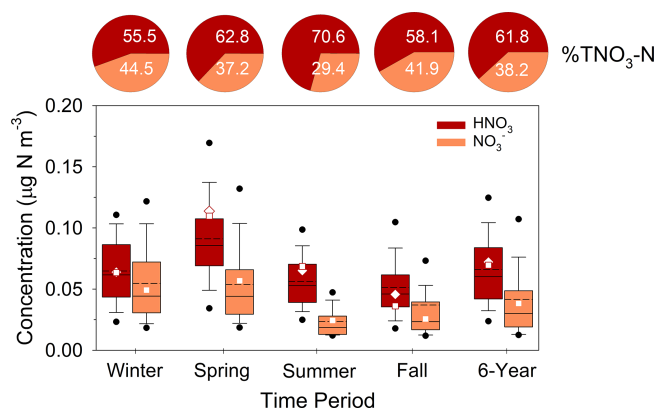 55.5 62.8 70.6 58.1 61.8
%TNO₃-N
44.5 37.2 29.4 41.9 38.2
0.20
HNO₃
NO₃⁻
0.15
0.10
0.05
0.00
Concentration (µg N m⁻³)
Winter Spring Summer Fall 6-Year
Time Period